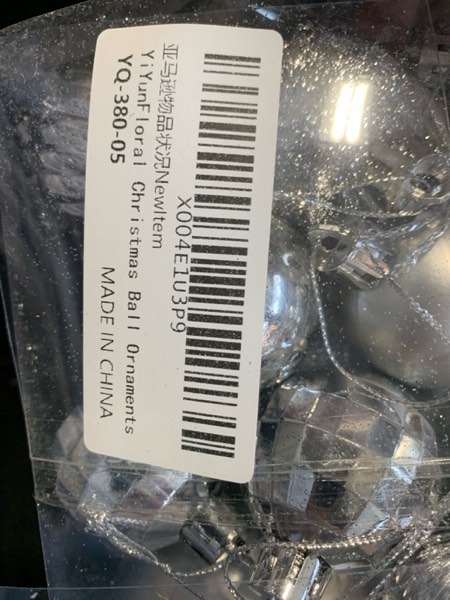 X004E1U3P9
亚马逊物品状况NewItem
YiYunFloral Christmas Ball Ornaments
YQ-380-05
MADE IN CHINA